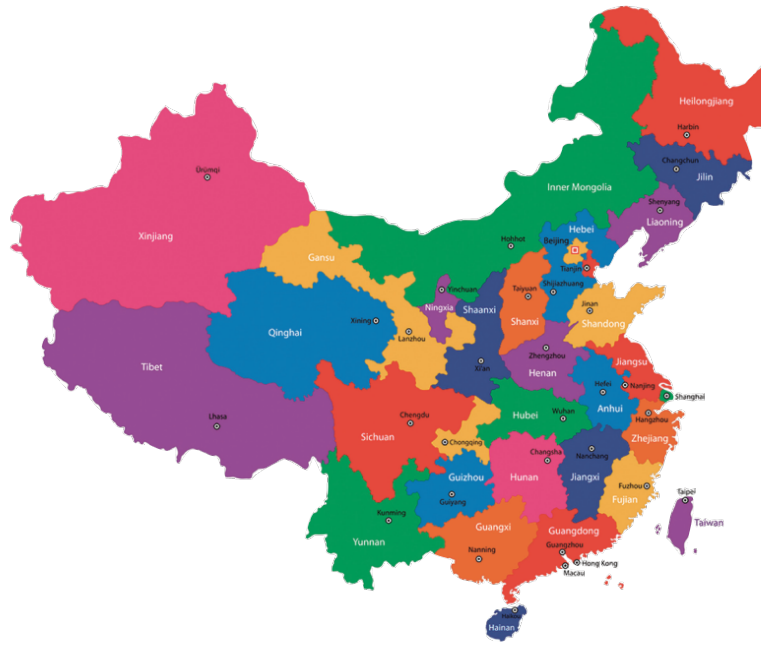 Heilongjiang
Harbin
Changchun
Jilin
Ürümqi
Inner Mongolia
Shenyang
Liaoning
Xinjiang
Hohhot
Hebei
Beijing
Gansu
Tianjin
Yinchuan
Ningxia
Taiyuan
Shijiazhuang
Shaanxi
Jinan
Shanxi
Shandong
Qinghai
Xining
Lanzhou
Zhengzhou
Henan
Xi'an
Jiangsu
Tibet
Hefei
Nanjing
Anhui
Shanghai
Lhasa
Chengdu
Sichuan
Hubei
Wuhan
Hangzhou
Zhejiang
Chongqing
Changsha
Nanchang
Guizhou
Guiyang
Hunan
Jiangxi
Fuzhou
Fujian
Taipei
Kunming
Yunnan
Guangxi
Guangdong
Taiwan
Nanning
Guangzhou
Hong Kong
Macau
Hainan